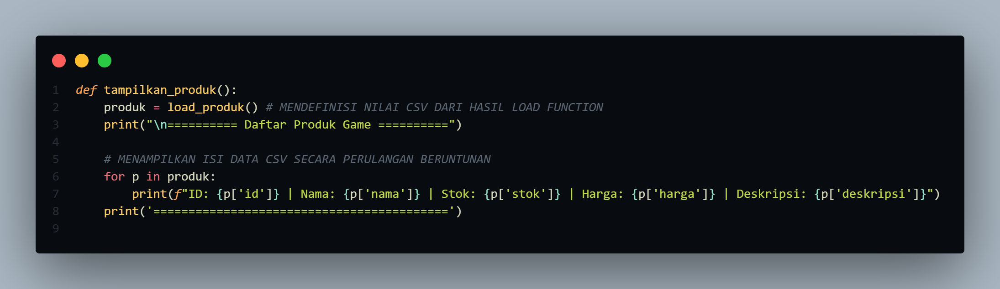 1 def tampilkan_produk():
2     produk = load_produk() # MENDEFINISI NILAI CSV DARI HASIL LOAD FUNCTION
3     print("\n========== Daftar Produk Game ==========")
4
5     # MENAMPILKAN ISI DATA CSV SECARA PERULANGAN BERUNTUNAN
6     for p in produk:
7         print(f"ID: {p['id']} | Nama: {p['nama']} | Stok: {p['stok']} | Harga: {p['harga']} | Deskripsi: {p['deskripsi']}")
8     print('==========================================')
9